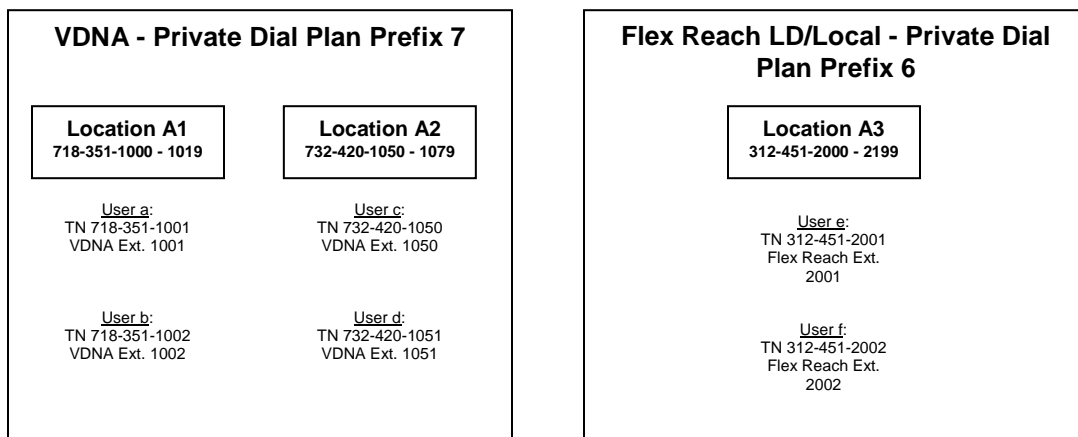 VDNA - Private Dial Plan Prefix 7
Location A1
718-351-1000 - 1019
Location A2
732-420-1050 - 1079
User a:
TN 718-351-1001
VDNA Ext. 1001
User c:
TN 732-420-1050
VDNA Ext. 1050
User b:
TN 718-351-1002
VDNA Ext. 1002
User d:
TN 732-420-1051
VDNA Ext. 1051
Flex Reach LD/Local - Private Dial
Plan Prefix 6
Location A3
312-451-2000 - 2199
User e:
TN 312-451-2001
Flex Reach Ext.
2001
User f:
TN 312-451-2002
Flex Reach Ext.
2002